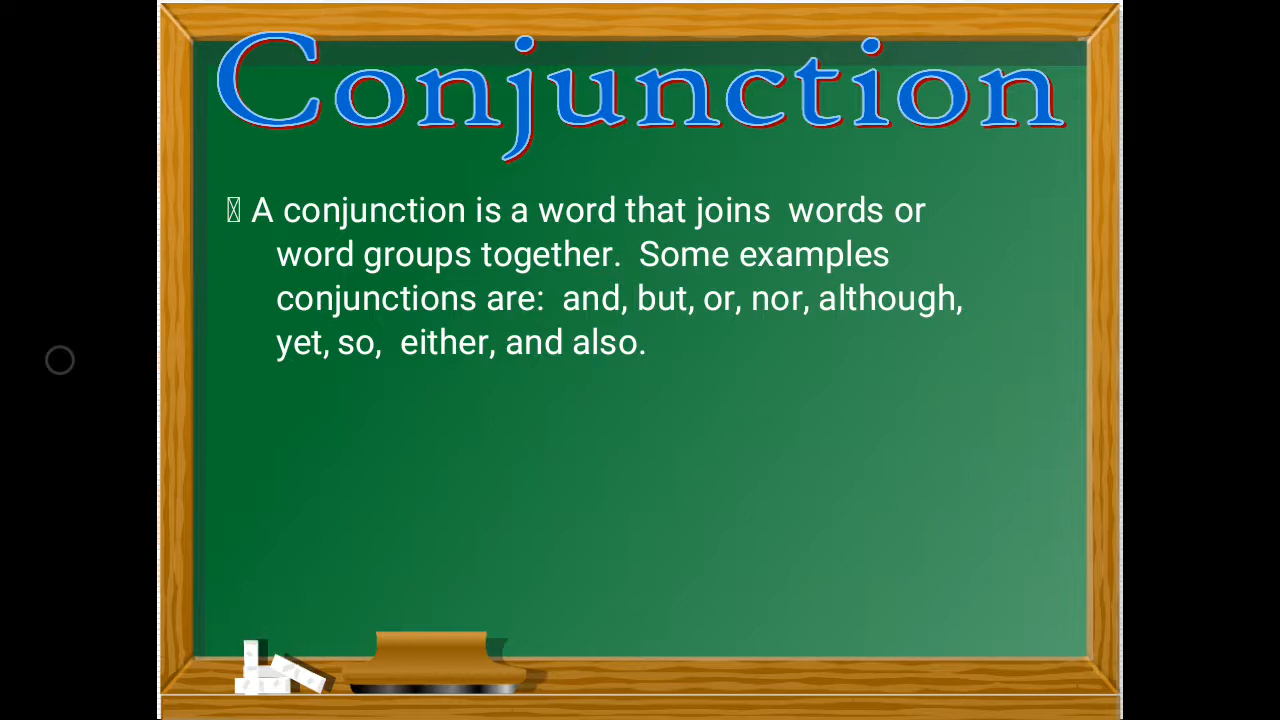 Conjunction
A conjunction is a word that joins  words or
word groups together.  Some examples
conjunctions are:  and, but, or, nor, although,
yet, so,  either, and also.